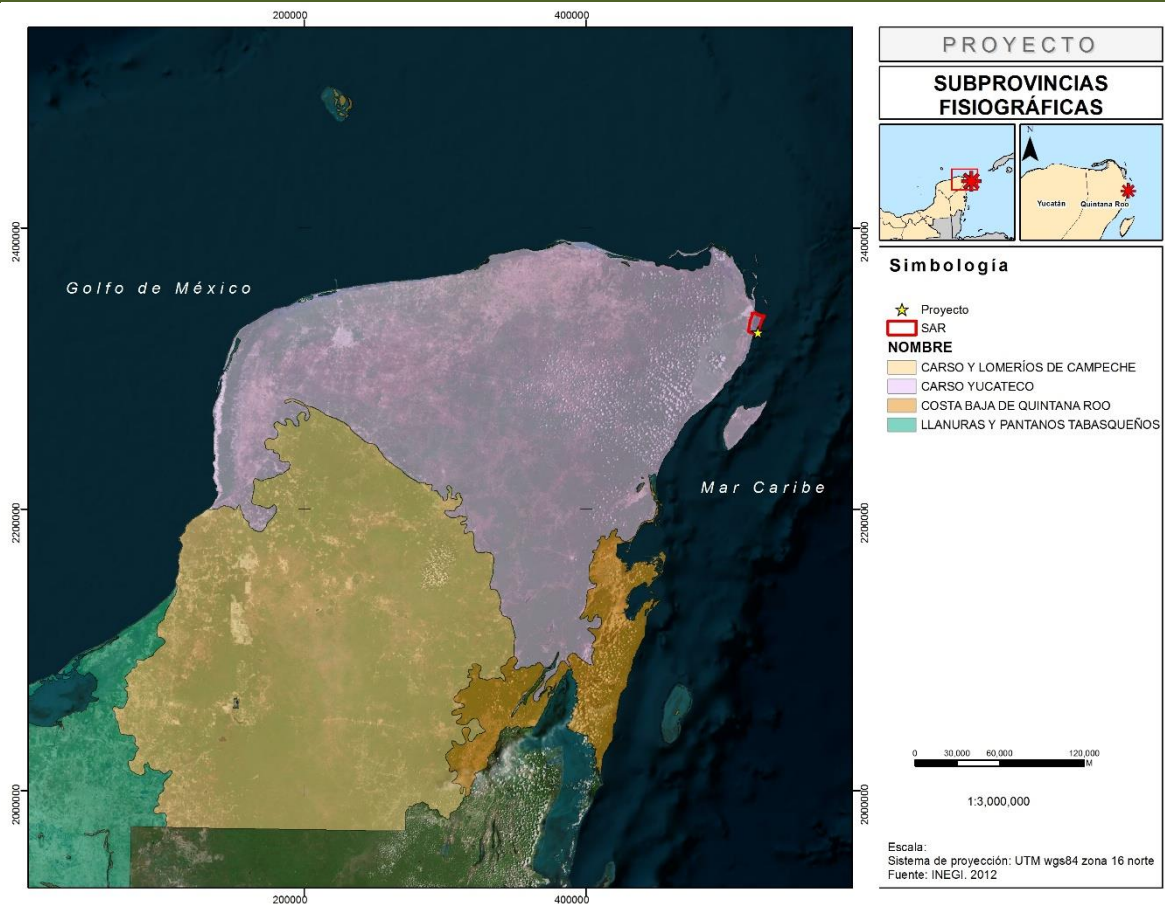 200000
400000
2400000
2200000
2000000
Golfo de México
Mar Caribe
2400000
2200000
2000000
200000
400000
PROYECTO
SUBPROVINCIAS
FISIOGRÁFICAS
N
Yucatán
Quintana Roo
Simbología
Proyecto
SAR
NOMBRE
CARSO Y LOMERÍOS DE CAMPECHE
CARSO YUCATECO
COSTA BAJA DE QUINTANA ROO
LLANURAS Y PANTANOS TABASQUEÑOS
0 30,000 60,000 120,000
M
1:3,000,000
Escala:
Sistema de proyección: UTM wgs84 zona 16 norte
Fuente: INEGI. 2012